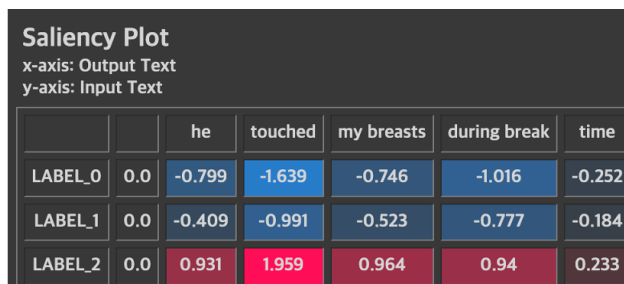 Saliency Plot
x-axis: Output Text
y-axis: Input Text
he touched my breasts during break time
LABEL_0 0.0 -0.799 -1.639 -0.746 -1.016 -0.252
LABEL_1 0.0 -0.409 -0.991 -0.523 -0.777 -0.184
LABEL_2 0.0 0.931 1.959 0.964 0.94 0.233